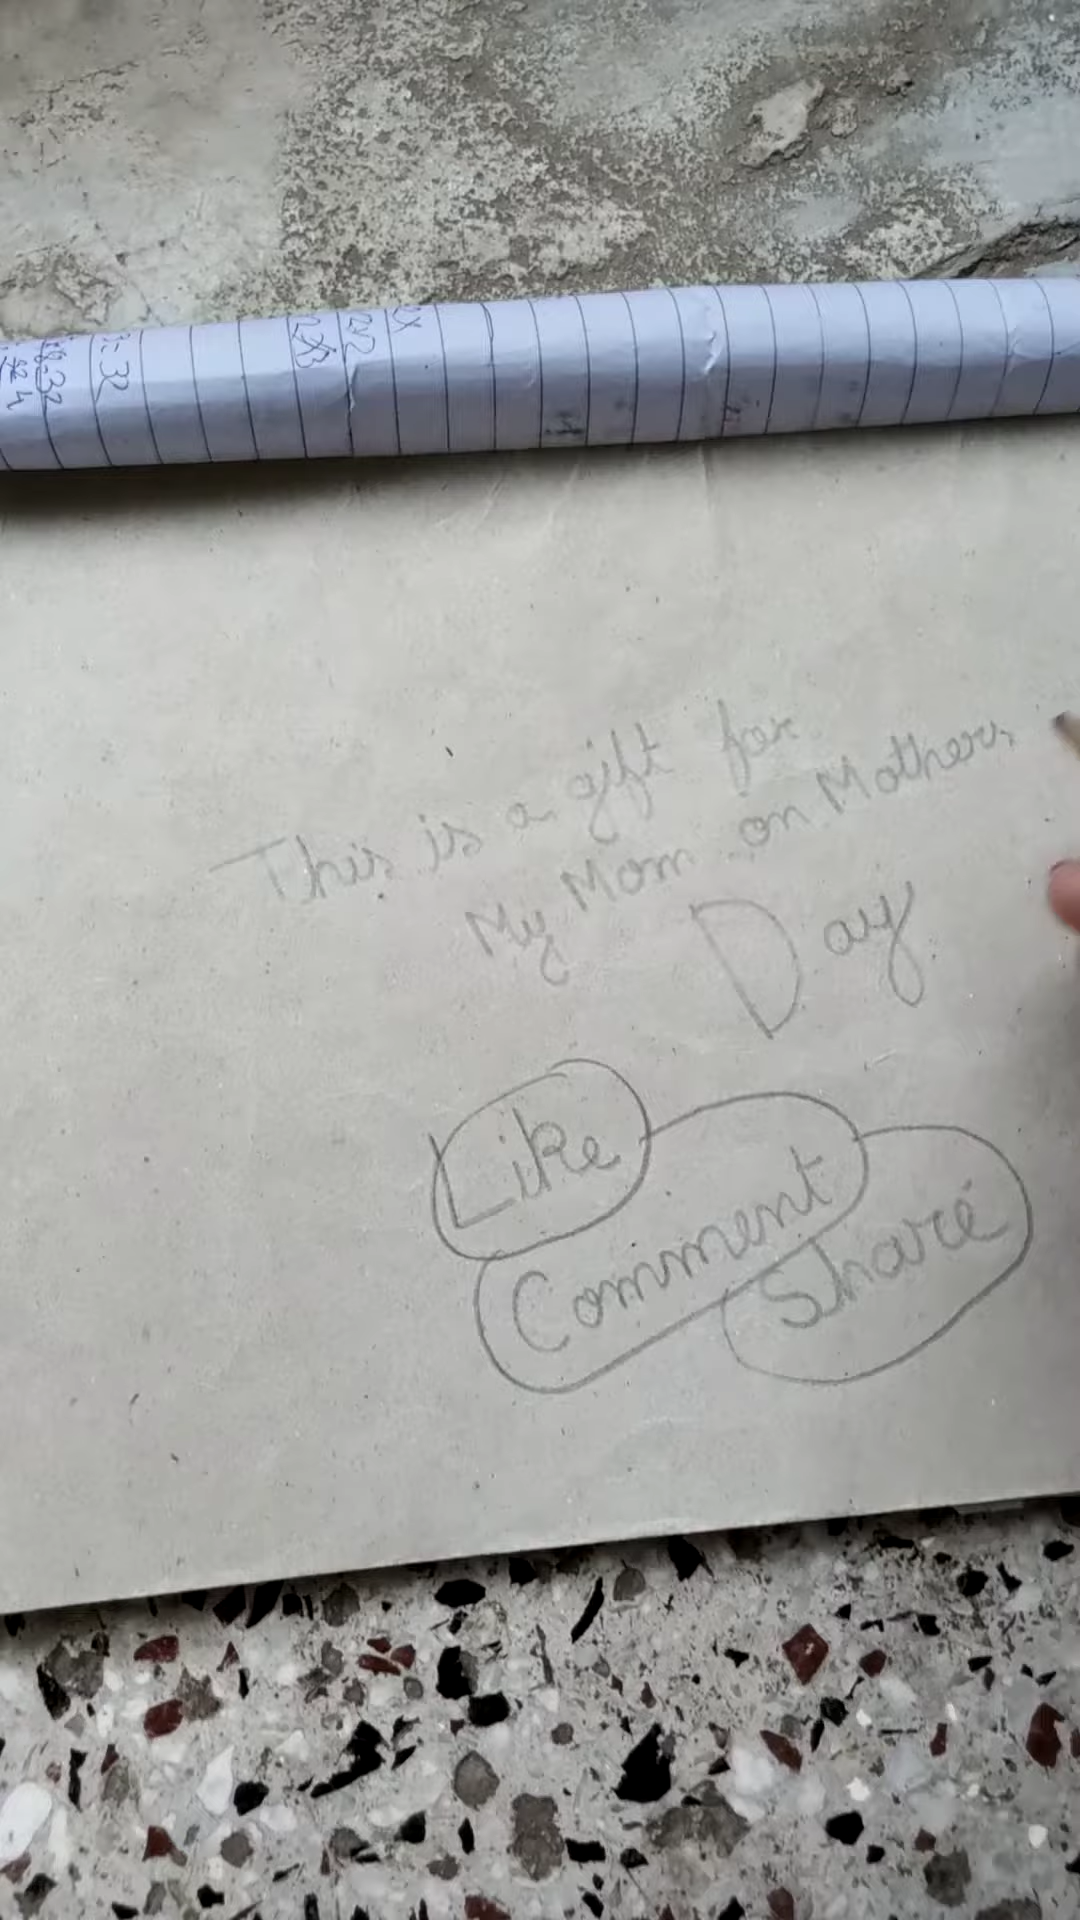 This is a gift for
My Mom on Mothers
Day
Like
Comment
Share